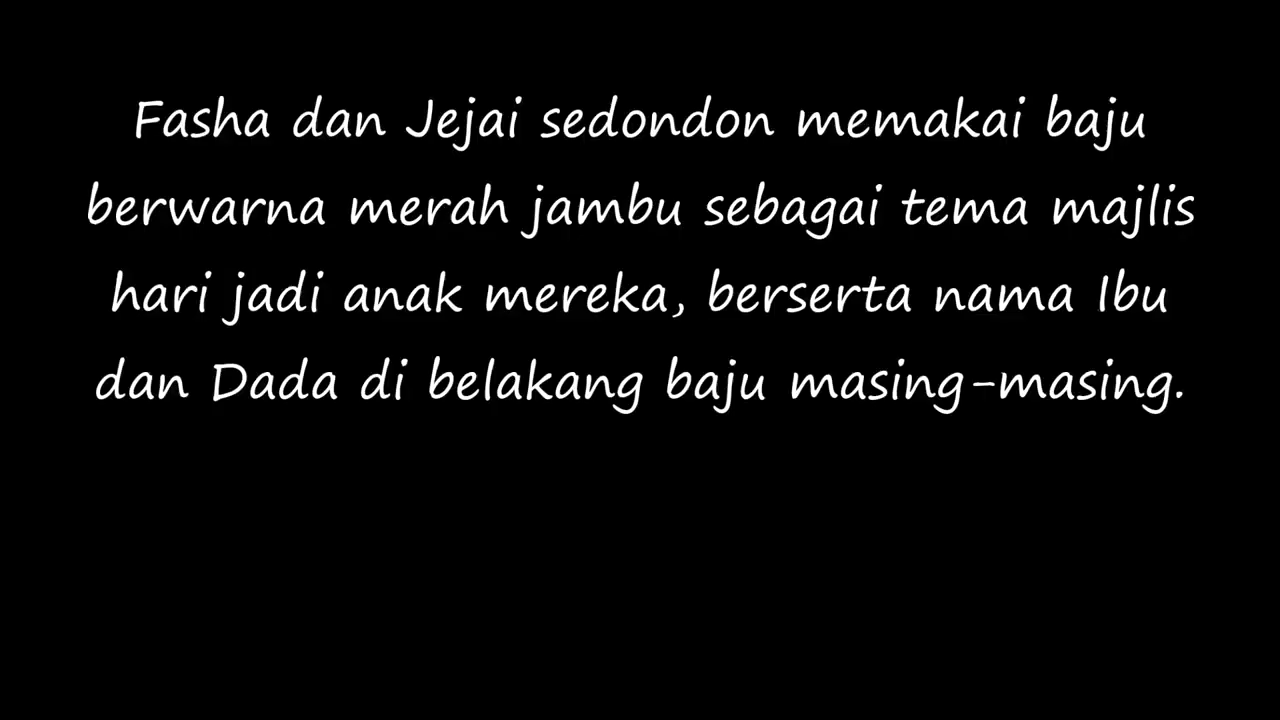 Fasha dan Jejai sedondon memakai baju
berwarna merah jambu sebagai tema majlis
hari jadi anak mereka, berserta nama Ibu
dan Dada di belakang baju masing-masing.